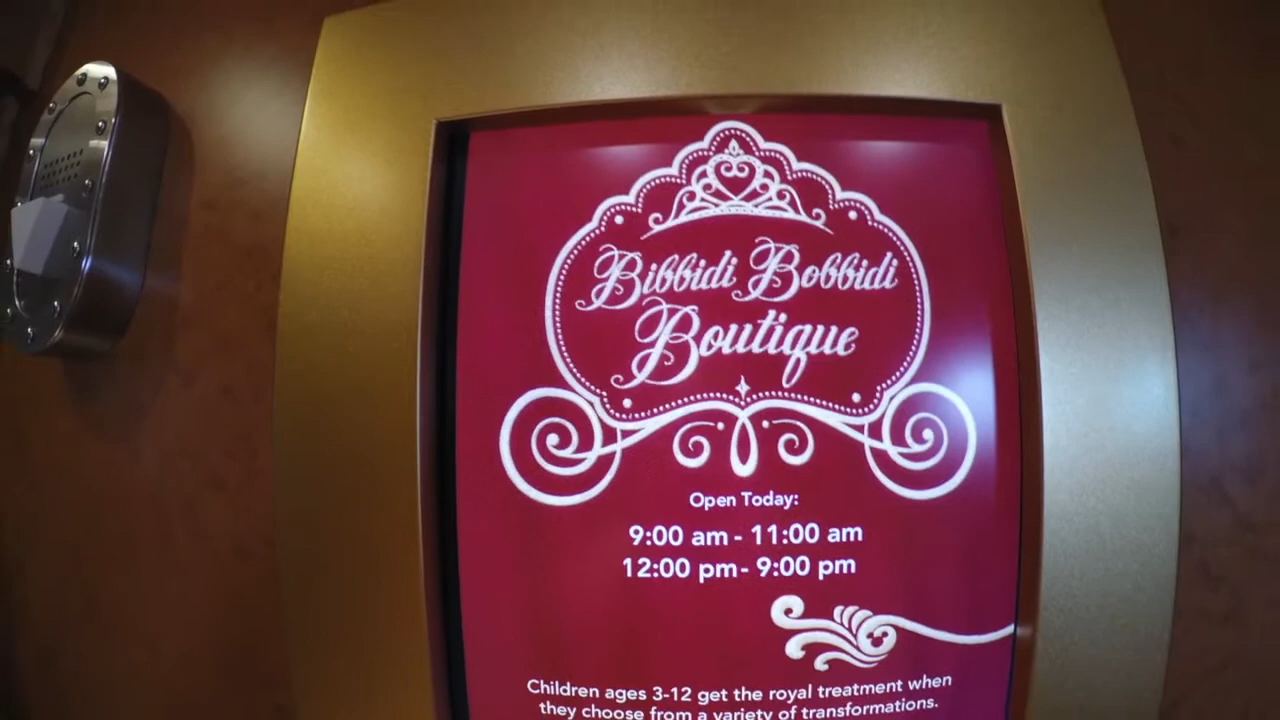 Bibbidi Bobbidi
Boutique
Open Today:
9:00 am - 11:00 am
12:00 pm- 9:00 pm
Children ages 3-12 get the royal treatment when
they choose from a variety of transformations.